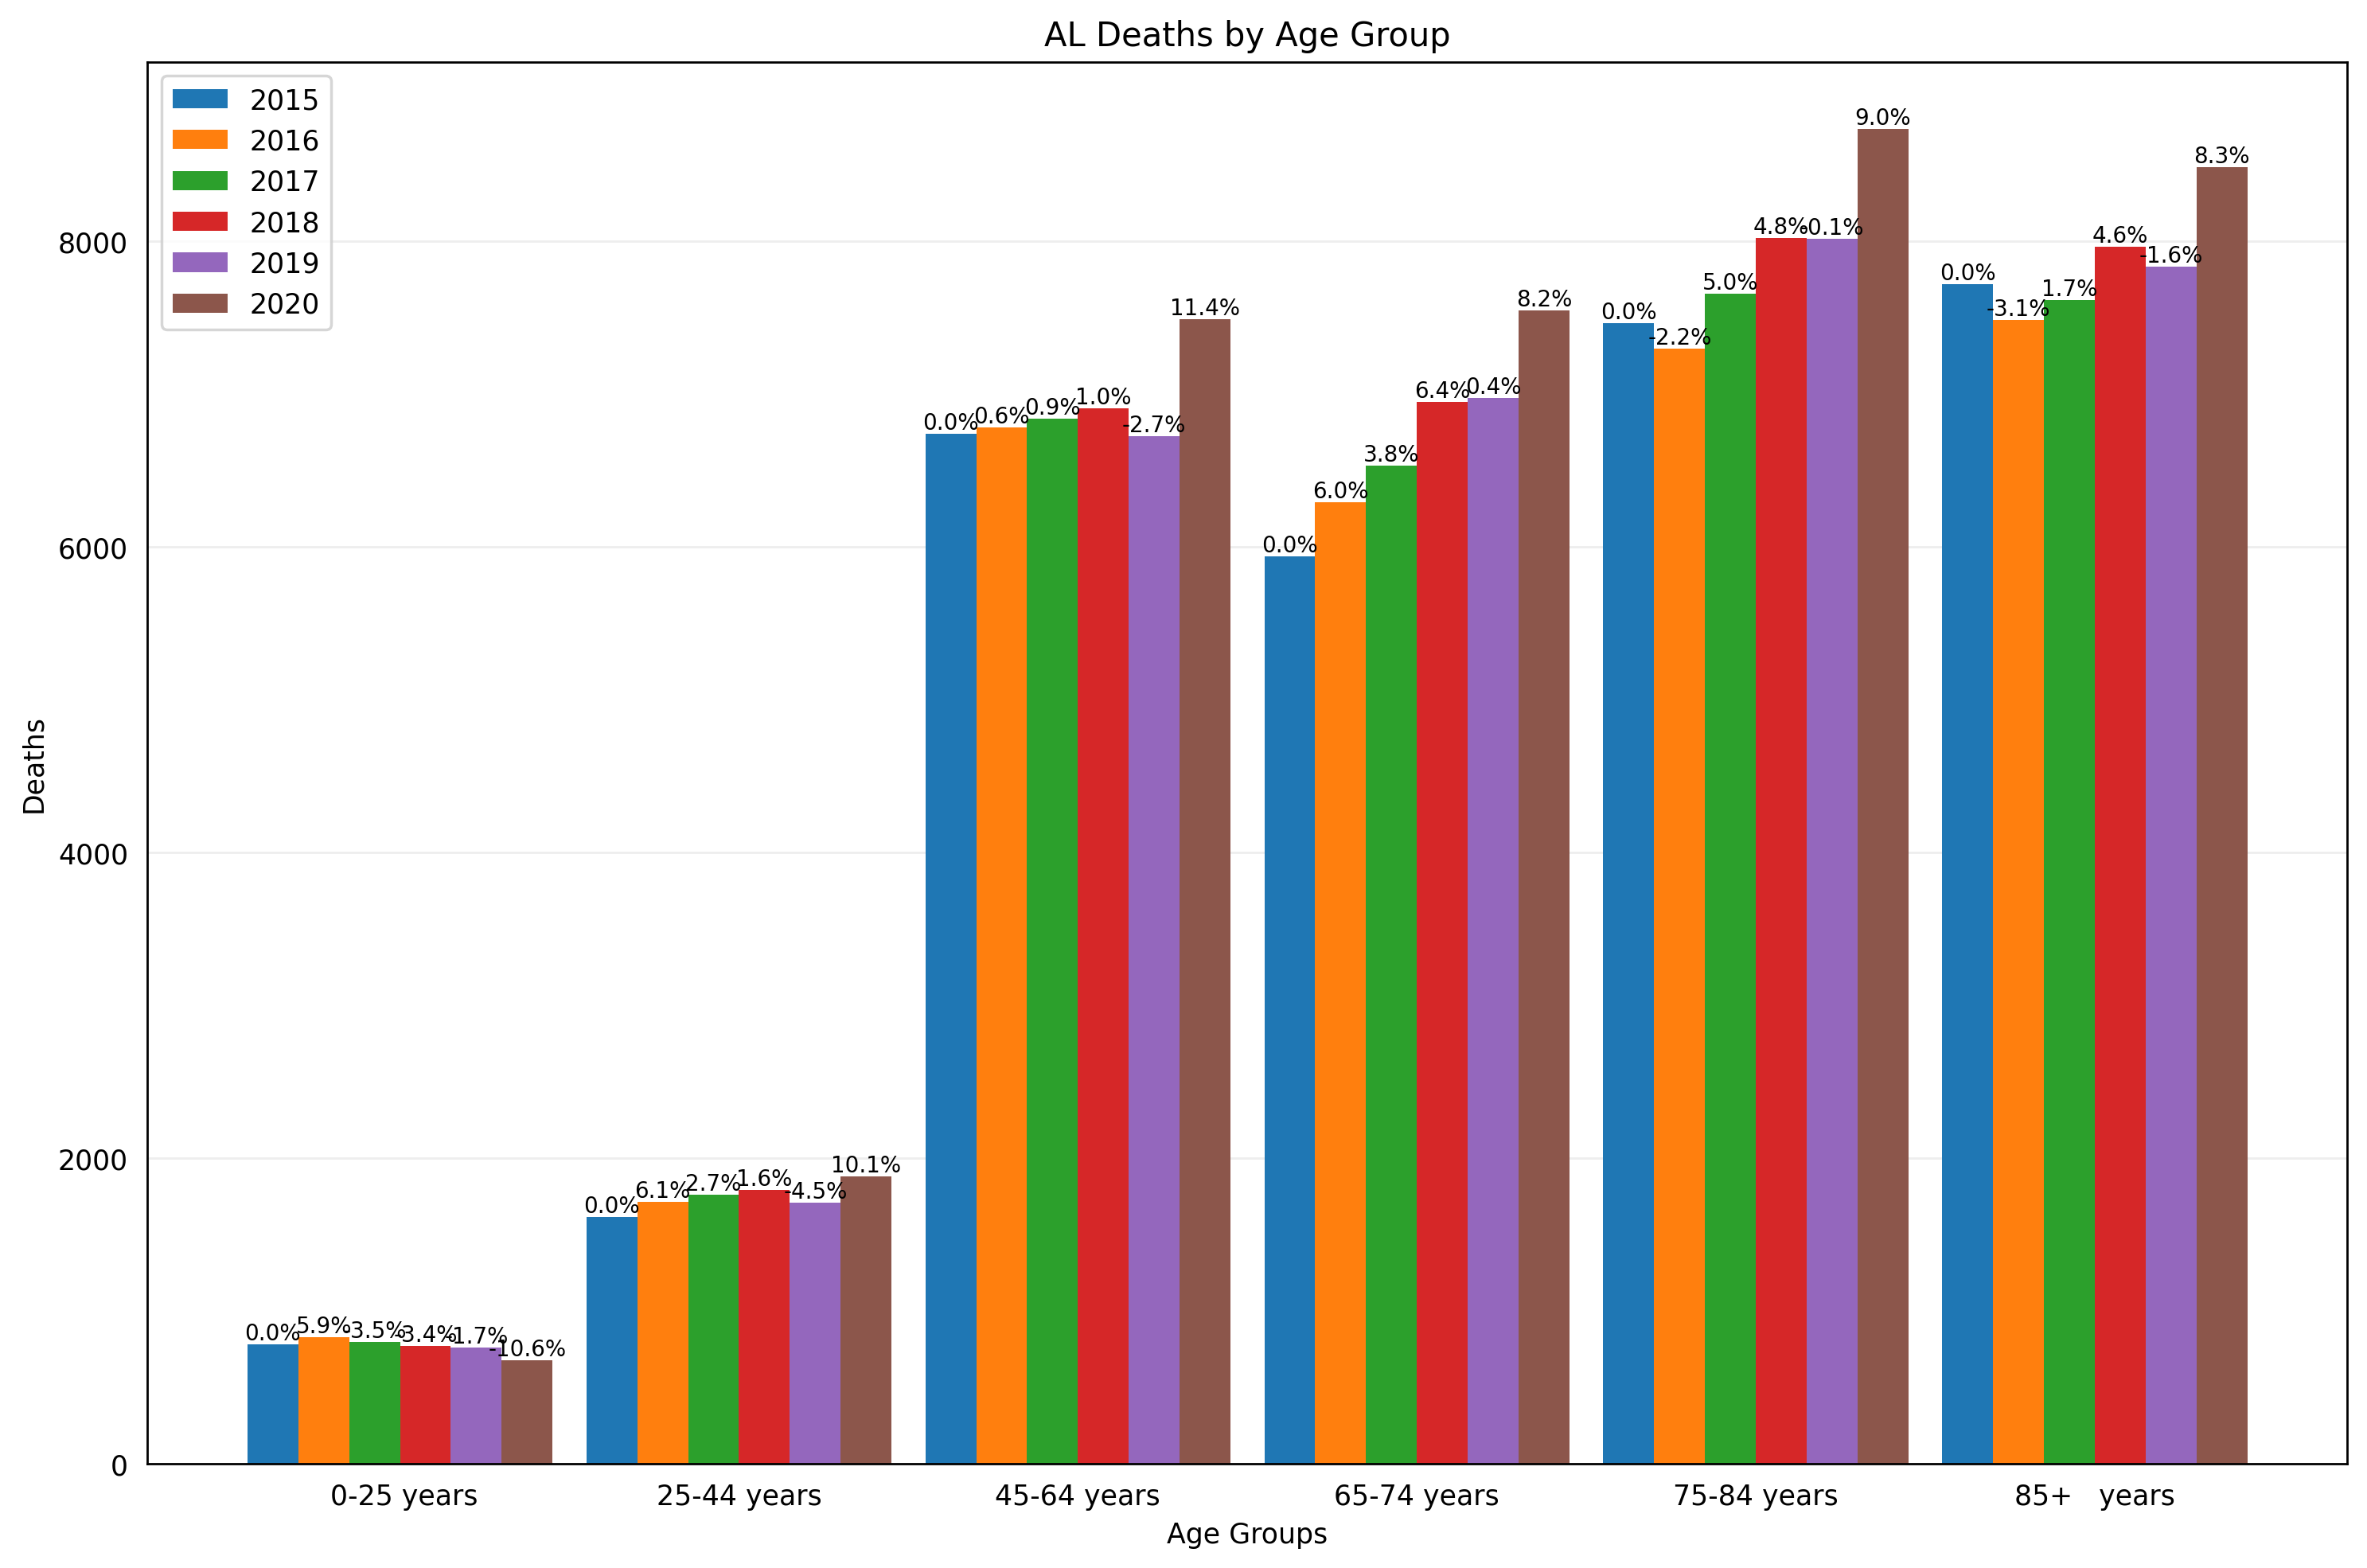 AL Deaths by Age Group
2015
2016
2017
2018
2019
2020
Deaths
8000
6000
4000
2000
0
0.0% 5.9% -3.5% -3.4% -1.7% -10.6%
0.0% 6.1% 2.7% 1.6% -4.5% 10.1%
0.0% 0.6% 0.9% 1.0% -2.7% 11.4%
0.0% 6.0% 3.8% 6.4% 0.4% 8.2%
0.0% -2.2% 5.0% 4.8% -0.1% 9.0%
0.0% -3.1% 1.7% 4.6% -1.6% 8.3%
0-25 years 25-44 years 45-64 years 65-74 years 75-84 years 85+ years
Age Groups